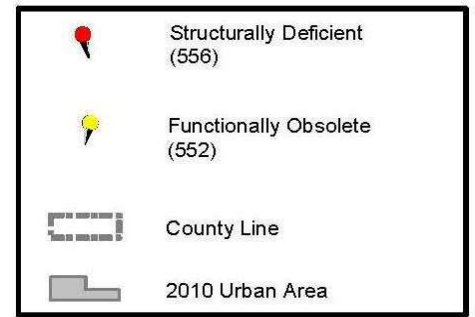 Structurally Deficient
(556)
Functionally Obsolete
(552)
County Line
2010 Urban Area